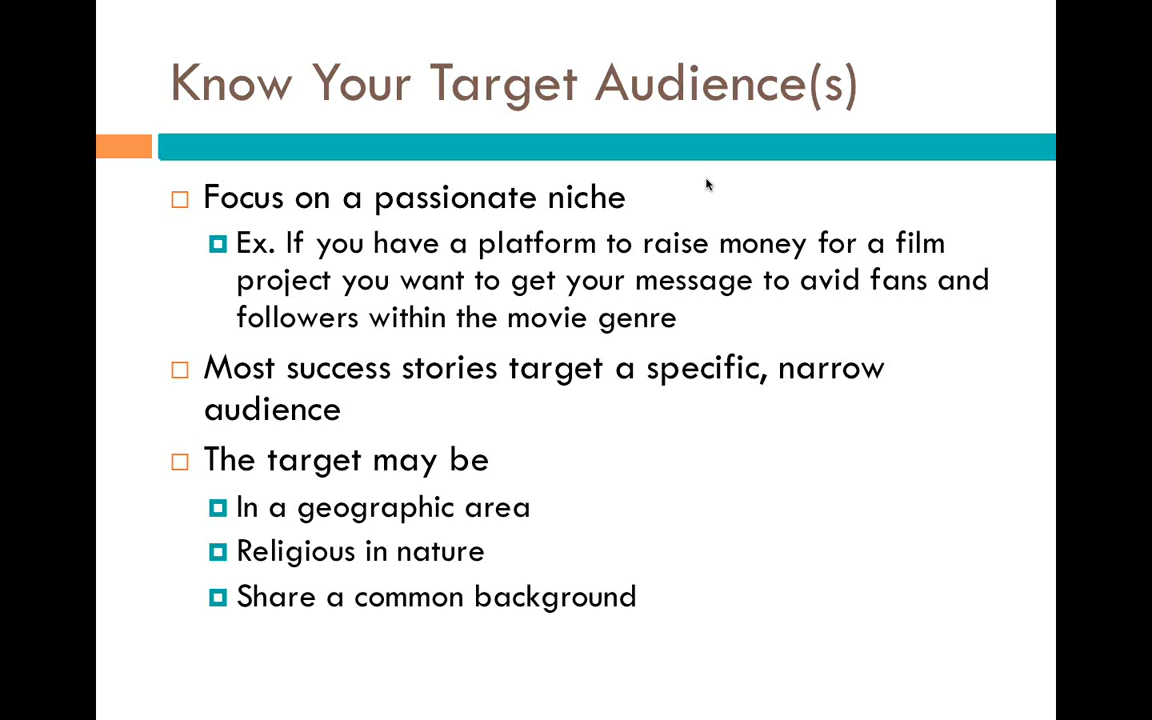 Know Your Target Audience(s)
Focus on a passionate niche
Ex. If you have a platform to raise money for a film
project you want to get your message to avid fans and
followers within the movie genre
Most success stories target a specific, narrow
audience
The target may be
In a geographic area
Religious in nature
Share a common background